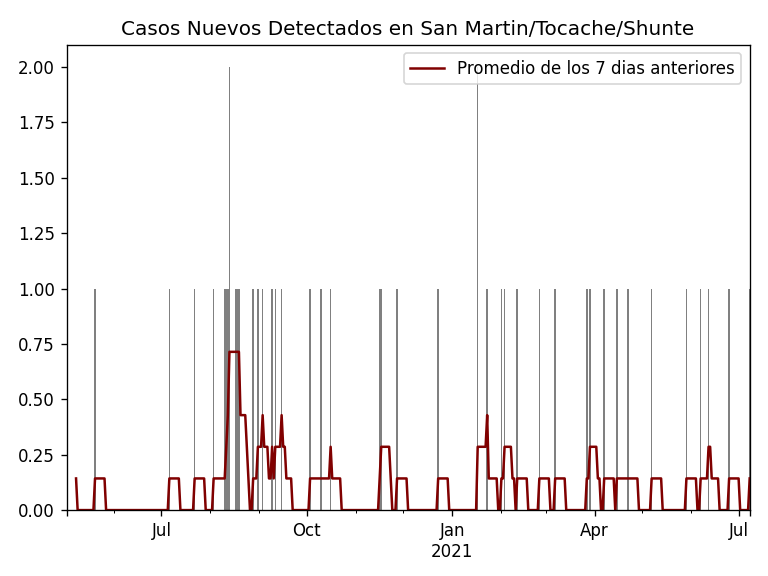 Casos Nuevos Detectados en San Martin/Tocache/Shunte
Promedio de los 7 dias anteriores
2.00
1.75
1.50
1.25
1.00
0.75
0.50
0.25
0.00
Jul
Oct
Jan
2021
Apr
Jul